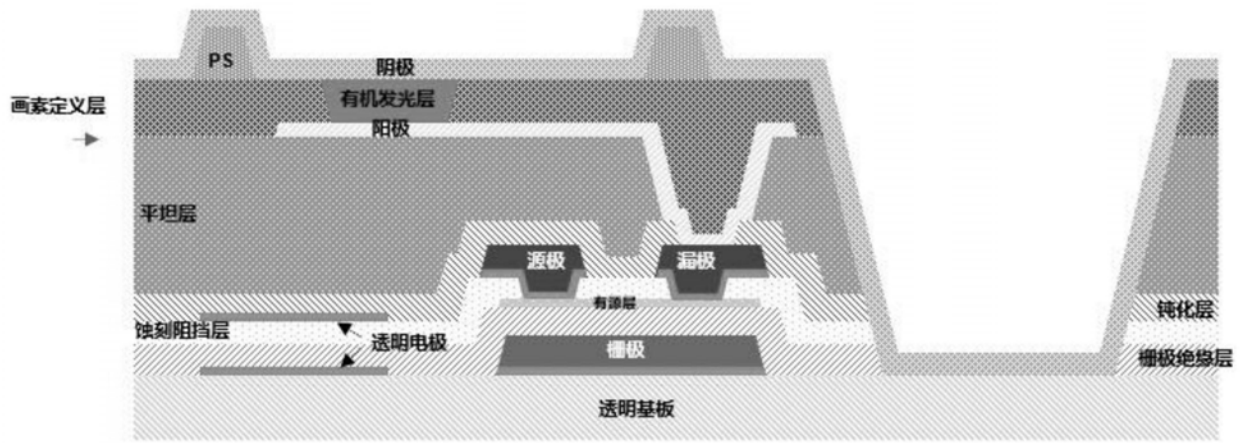 PS
阴极
有机发光层
画素定义层
阳极
平坦层
源极
漏极
有源层
钝化层
蚀刻阻挡层
透明电极
栅极
栅极绝缘层
透明基板